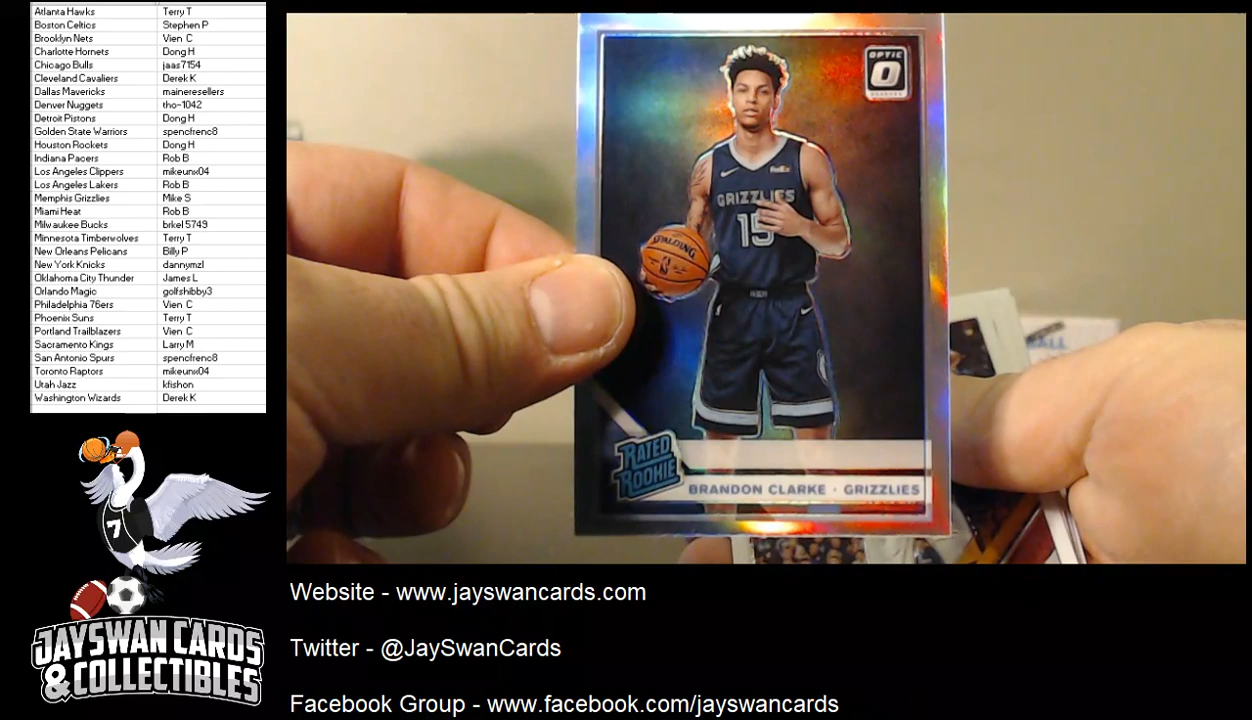 Atlanta Hawks Terry T
Boston Celtics Stephen P
Brooklyn Nets Vien C
Charlotte Hornets Dong H
Chicago Bulls jaas7154
Cleveland Cavaliers Derek K
Dallas Mavericks maineresellers
Denver Nuggets tho-1042
Detroit Pistons Dong H
Golden State Warriors spencfrenc8
Houston Rockets Dong H
Indiana Pacers Rob B
Los Angeles Clippers mikeunx04
Los Angeles Lakers Rob B
Memphis Grizzlies Mike S
Miami Heat Rob B
Milwaukee Bucks brkel5749
Minnesota Timberwolves Terry T
New Orleans Pelicans Billy P
New York Knicks dannymzl
Oklahoma City Thunder James L
Orlando Magic golfshibby3
Philadelphia 76ers Vien C
Phoenix Suns Terry T
Portland Trailblazers Vien C
Sacramento Kings Larry M
San Antonio Spurs spencfrenc8
Toronto Raptors mikeunx04
Utah Jazz kfishon
Washington Wizards Derek K
OPTIC
O
FedEx
GRIZZLIES
15
SPALDING
RATED
ROOKIE
BRANDON CLARKE · GRIZZLIES
7
JAYSWAN CARDS
& COLLECTIBLES
Website - www.jayswancards.com
Twitter - @JaySwanCards
Facebook Group - www.facebook.com/jayswancards